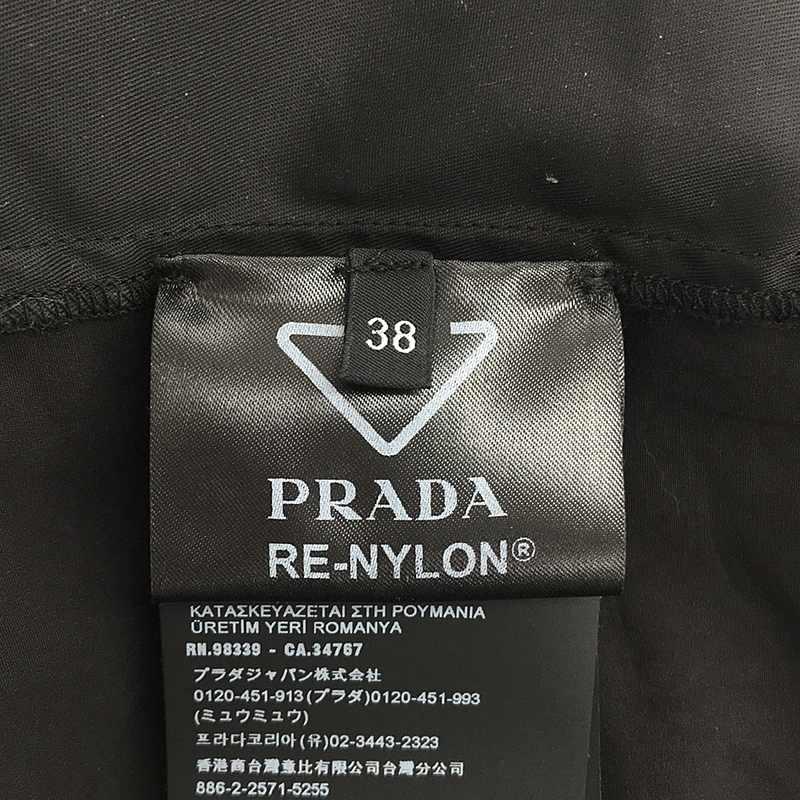 38
PRADA
RE-NYLON®
ΚΑΤΑΣΚΕΥΑΖΕΤΑΙ ΣΤΗ ΡΟΥΜΑΝΙΑ
ÜRETİM YERİ ROMANYA
RN.98339 - CA.34767
プラダジャパン株式会社
0120-451-913(プラダ)0120-451-993
(ミュウミュウ)
프라다코리아(유)02-3443-2323
香港商台灣意比有限公司台灣分公司
886-2-2571-5255